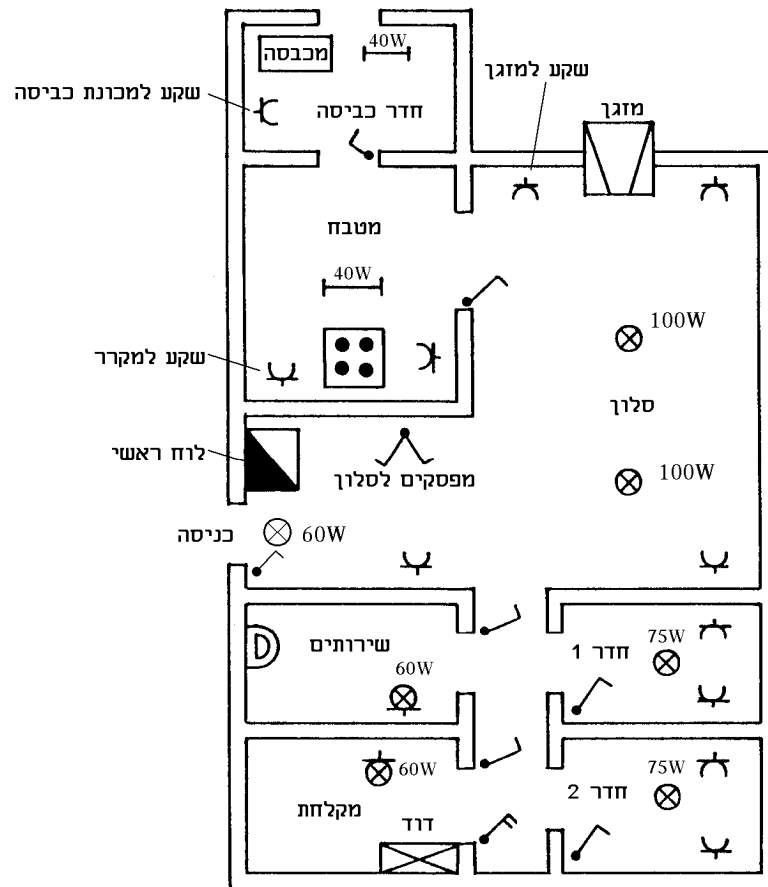 מכבסה
40W
שקע למזגן
שקע למכונת כביסה
חדר כביסה
מזגן
מטבח
40W
100W
שקע למקרר
סלון
לוח ראשי
מפסקים לסלון
100W
כניסה
60W
שירותים
60W
חדר 1
75W
60W
מקלחת
דוד
חדר 2
75W